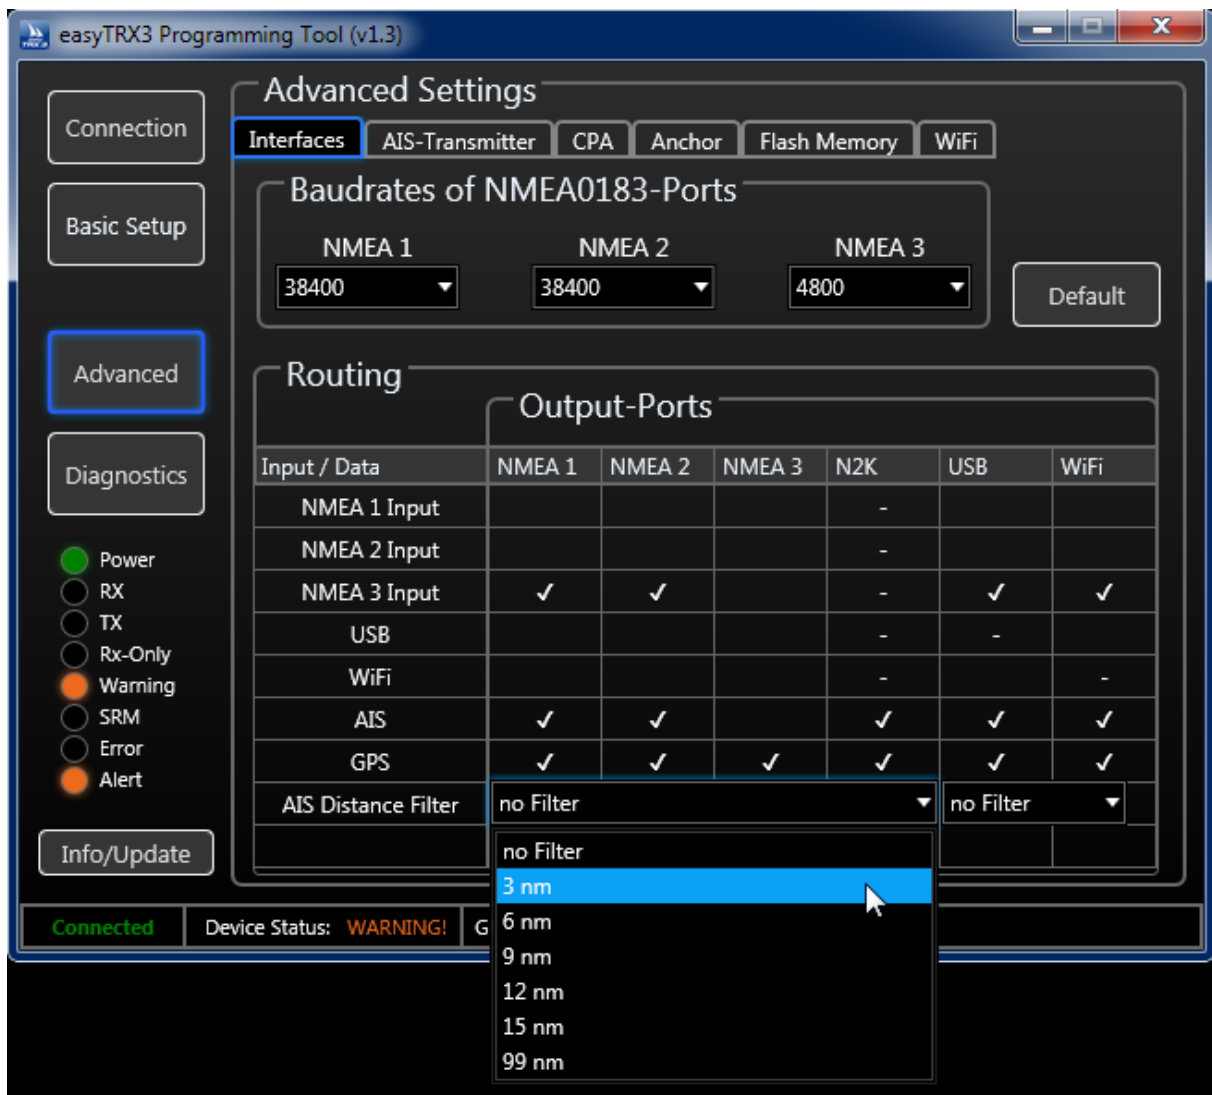 easyTRX3 Programming Tool (v1.3)
Advanced Settings
Connection
Interfaces AIS-Transmitter CPA Anchor Flash Memory WiFi
Baudrates of NMEA0183-Ports
Basic Setup
NMEA 1 NMEA 2 NMEA 3
38400 38400 4800
Default
Advanced
Routing
Output-Ports
Input / Data NMEA 1 NMEA 2 NMEA 3 N2K USB WiFi
Diagnostics
NMEA 1 Input -
NMEA 2 Input -
NMEA 3 Input ✓ ✓ - ✓ ✓
USB - -
WiFi - -
AIS ✓ ✓ ✓ ✓ ✓
GPS ✓ ✓ ✓ ✓ ✓ ✓
AIS Distance Filter no Filter no Filter
Power
RX
TX
Rx-Only
Warning
SRM
Error
Alert
Info/Update
no Filter
3 nm
6 nm
9 nm
12 nm
15 nm
99 nm
Connected Device Status: WARNING! G